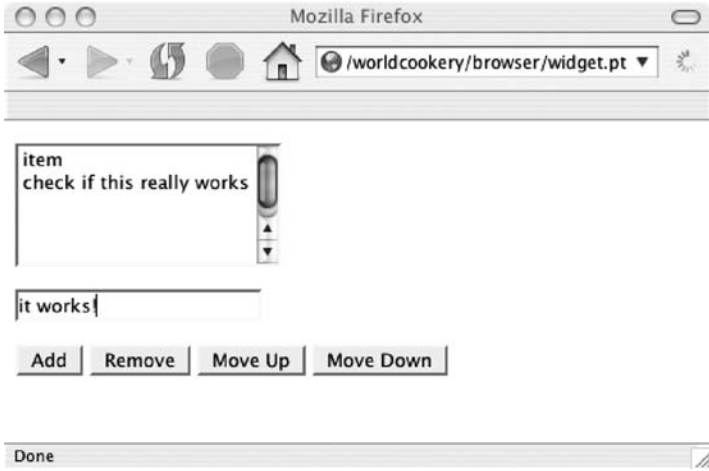 Mozilla Firefox
/worldcookery/browser/widget.pt
item
check if this really works
it works!
Add Remove Move Up Move Down
Done